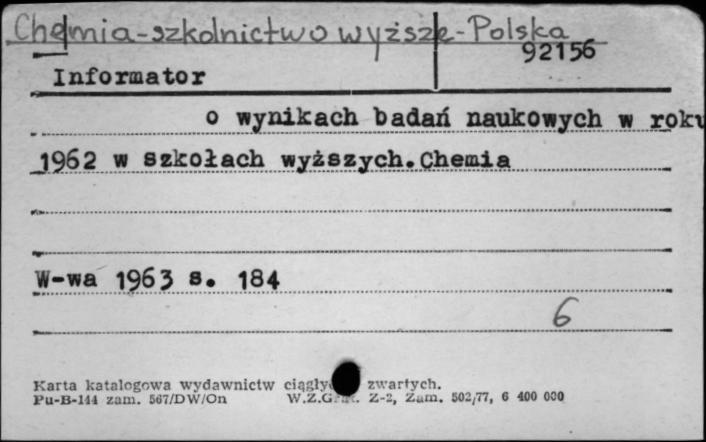 Chemia-szkolnictwo wyższe-Polska
92156
Informator
o wynikach badań naukowych w roku
1962 w szkołach wyższych.Chemia
W-wa 1963 s. 184
6
Karta katalogowa wydawnictw zwartych.
Pu-B-144 zam. 567/DW/On Z-2, Zam. 502/77, 6 400 000